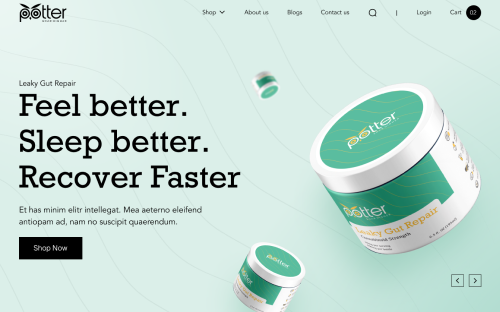 potter
Shop
About us
Blogs
Contact us
|
Login
Cart
02
Leaky Gut Repair
Feel better.
Sleep better.
Recover Faster
Et has minim elitr intellegat. Mea aeterno eleifend
antiopam ad, nam no suscipit quaerendum.
Shop Now
potter
potter
Leaky Gut Repair
Strength
potter